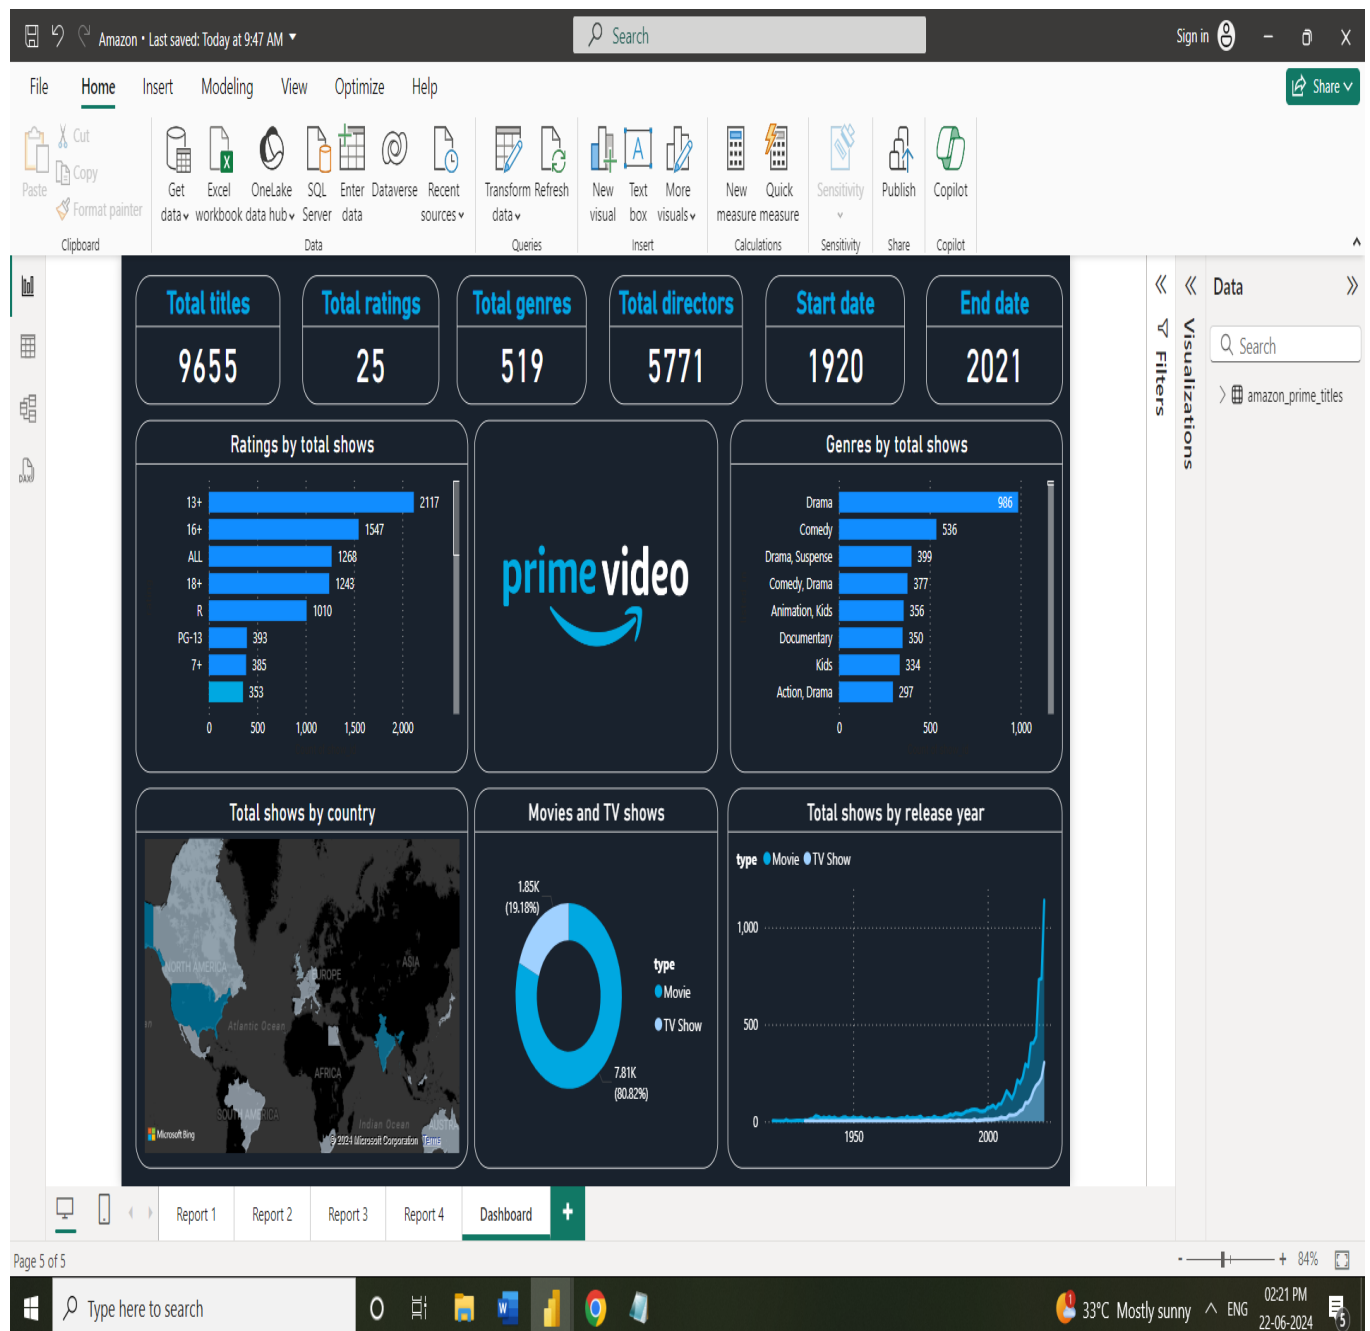 Amazon • Last saved: Today at 9:47 AM
Search
Sign in
File Home Insert Modeling View Optimize Help
Share
Paste
Cut
Copy
Format painter
Clipboard
Get data
Excel workbook
OneLake data hub
SQL Server
Enter data
Dataverse
Recent sources
Data
Transform data
Refresh
Queries
New visual
Text box
More visuals
Insert
New measure
Quick measure
Calculations
Sensitivity
Sensitivity
Publish
Share
Copilot
Copilot
Total titles
9655
Total ratings
25
Total genres
519
Total directors
5771
Start date
1920
End date
2021
Ratings by total shows
13+ 2117
16+ 1547
ALL 1268
18+ 1243
R 1010
PG-13 393
7+ 385
353
0 500 1,000 1,500 2,000
prime video
Genres by total shows
Drama 986
Comedy 536
Drama, Suspense 399
Comedy, Drama 377
Animation, Kids 356
Documentary 350
Kids 334
Action, Drama 297
0 500 1,000
Total shows by country
NORTH AMERICA
EUROPE
ASIA
Atlantic Ocean
AFRICA
SOUTH AMERICA
Indian Ocean
AUSTRA
Microsoft Bing
© 2024 Microsoft Corporation Terms
Movies and TV shows
1.85K
(19.18%)
type
Movie
TV Show
7.81K
(80.82%)
Total shows by release year
type Movie TV Show
1,000
500
0
1950 2000
Filters
Visualizations
Data
Search
amazon_prime_titles
DAX
Report 1 Report 2 Report 3 Report 4 Dashboard +
Page 5 of 5
- + 84%
Type here to search
33°C Mostly sunny
ENG
02:21 PM
22-06-2024
1
5